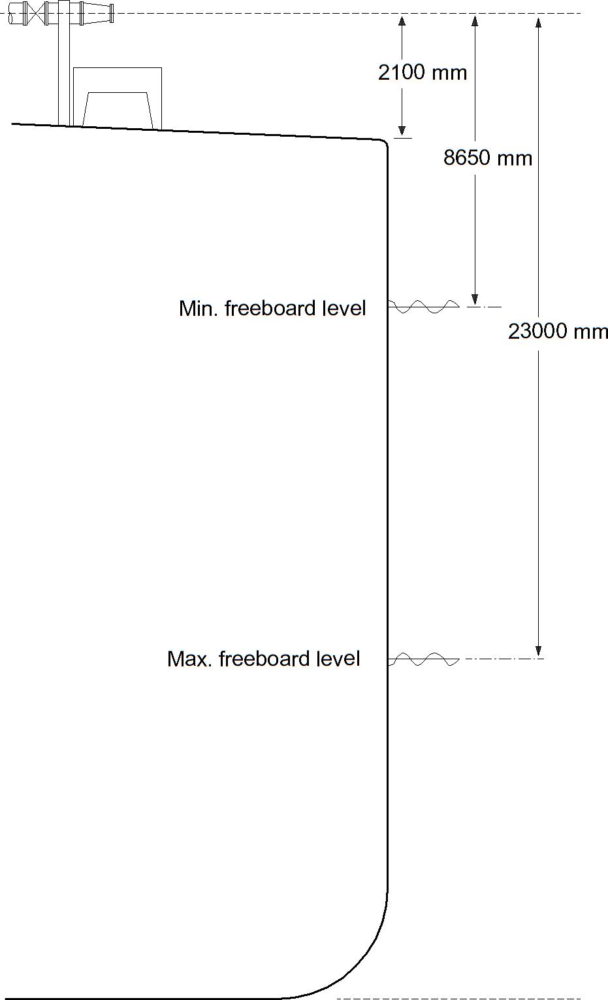 2100 mm
8650 mm
Min. freeboard level
23000 mm
Max. freeboard level